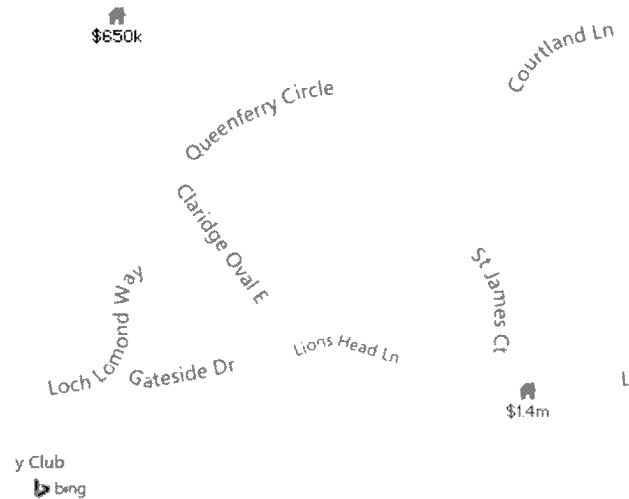 $650k
Courtland Ln
Queenferry Circle
Claridge Oval E
St James Ct
Loch Lomond Way
Gateside Dr
Lions Head Ln
$1.4m
L
y Club
bing